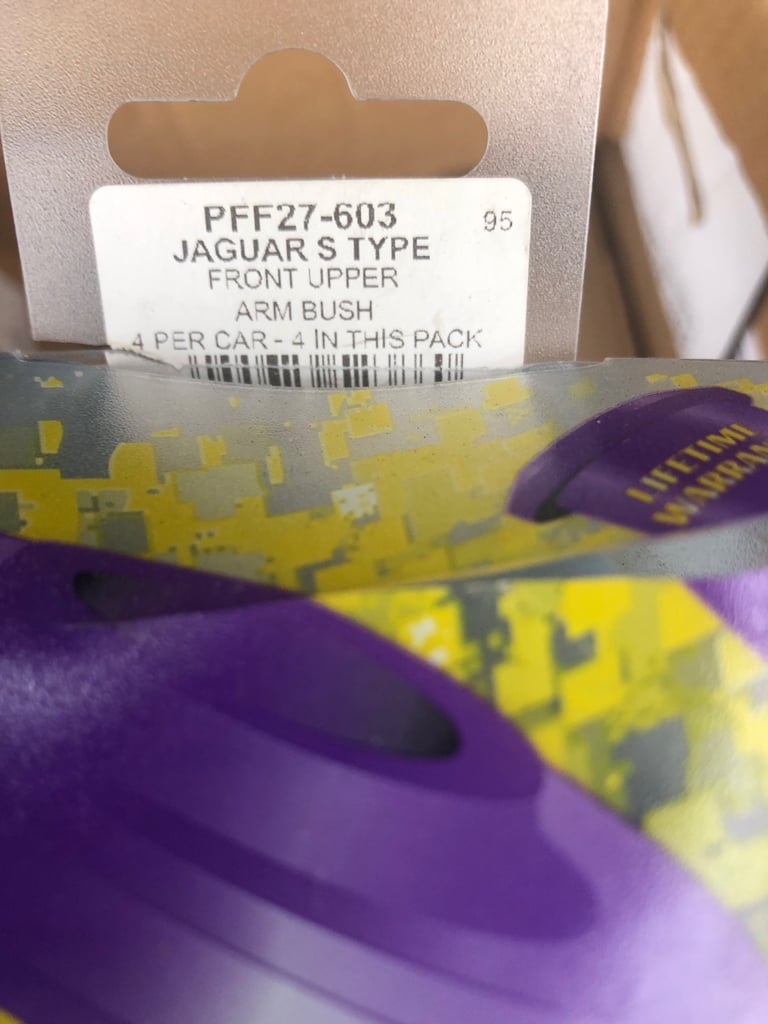 PFF27-603
95
JAGUAR S TYPE
FRONT UPPER
ARM BUSH
4 PER CAR - 4 IN THIS PACK
LIFETIME